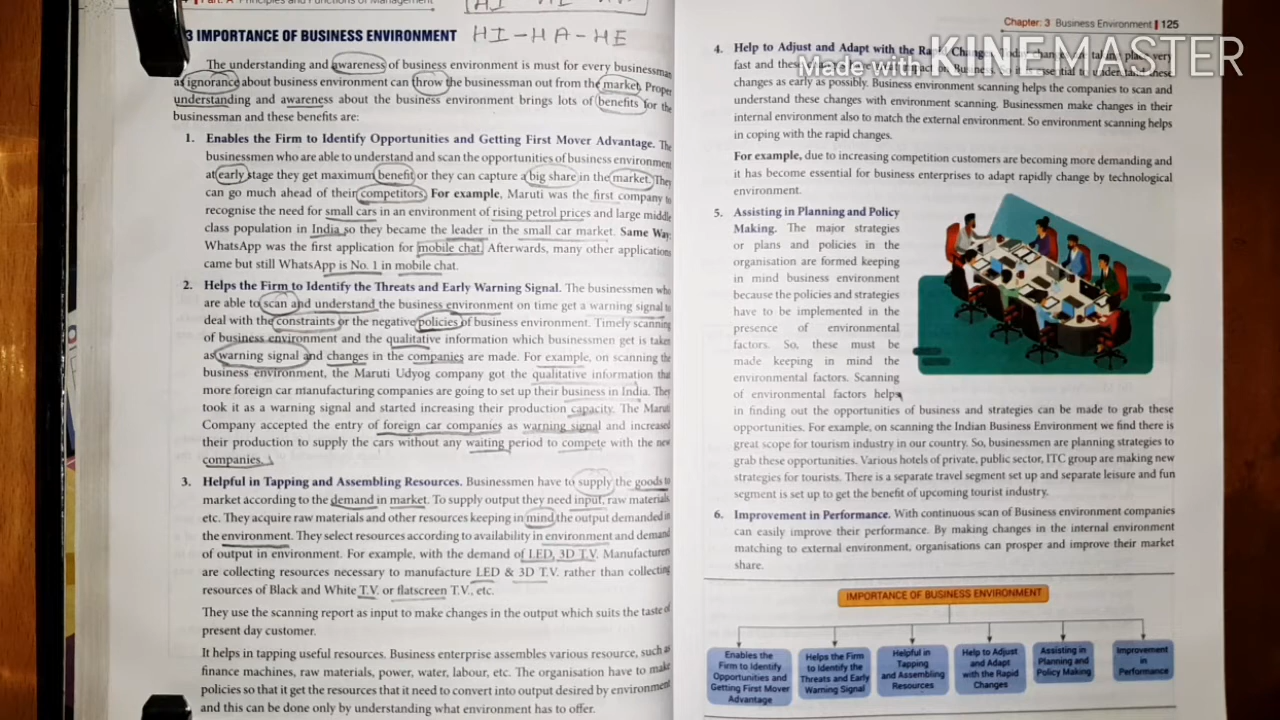 Part: A Principles and Functions of Management
HI - HA
3 IMPORTANCE OF BUSINESS ENVIRONMENT HI-HA-HE
The understanding and awareness of business environment is must for every businessman
as ignorance about business environment can throw the businessman out from the market. Proper
understanding and awareness about the business environment brings lots of benefits for the
businessman and these benefits are:
1. Enables the Firm to Identify Opportunities and Getting First Mover Advantage. The
businessmen who are able to understand and scan the opportunities of business environment
at early stage they get maximum benefit or they can capture a big share in the market. They
can go much ahead of their competitors. For example, Maruti was the first company to
recognise the need for small cars in an environment of rising petrol prices and large middle
class population in India so they became the leader in the small car market. Same Way
WhatsApp was the first application for mobile chat. Afterwards, many other applications
came but still WhatsApp is No. 1 in mobile chat.
2. Helps the Firm to Identify the Threats and Early Warning Signal. The businessmen who
are able to scan and understand the business environment on time get a warning signal to
deal with the constraints or the negative policies of business environment. Timely scanning
of business environment and the qualitative information which businessmen get is taken
as warning signal and changes in the companies are made. For example, on scanning the
business environment, the Maruti Udyog company got the qualitative information that
more foreign car manufacturing companies are going to set up their business in India. They
took it as a warning signal and started increasing their production capacity. The Maruti
Company accepted the entry of foreign car companies as warning signal and increased
their production to supply the cars without any waiting period to compete with the new
companies.
3. Helpful in Tapping and Assembling Resources. Businessmen have to supply the goods to
market according to the demand in market. To supply output they need input, raw materials,
etc. They acquire raw materials and other resources keeping in mind the output demanded in
the environment. They select resources according to availability in environment and demand
of output in environment. For example, with the demand of LED, 3D T.V. Manufacturers
are collecting resources necessary to manufacture LED & 3D T.V. rather than collecting
resources of Black and White T.V. or flatscreen T.V., etc.
They use the scanning report as input to make changes in the output which suits the taste of
present day customer.
It helps in tapping useful resources. Business enterprise assembles various resource, such as
finance machines, raw materials, power, water, labour, etc. The organisation have to make
policies so that it get the resources that it need to convert into output desired by environment
and this can be done only by understanding what environment has to offer.
Chapter: 3 Business Environment 125
Made with KINEMASTER
4. Help to Adjust and Adapt with the Rapid Changes. Today changes are taking place very
fast and these
changes as early as possibly. Business environment scanning helps the companies to scan and
understand these changes with environment scanning. Businessmen make changes in their
internal environment also to match the external environment. So environment scanning helps
in coping with the rapid changes.
For example, due to increasing competition customers are becoming more demanding and
it has become essential for business enterprises to adapt rapidly change by technological
environment.
5. Assisting in Planning and Policy
Making. The major strategies
or plans and policies in the
organisation are formed keeping
in mind business environment
because the policies and strategies
have to be implemented in the
presence of environmental
factors. So, these must be
made keeping in mind the
environmental factors. Scanning
of environmental factors helps
in finding out the opportunities of business and strategies can be made to grab these
opportunities. For example, on scanning the Indian Business Environment we find there is
great scope for tourism industry in our country. So, businessmen are planning strategies to
grab these opportunities. Various hotels of private, public sector, ITC group are making new
strategies for tourists. There is a separate travel segment set up and separate leisure and fun
segment is set up to get the benefit of upcoming tourist industry.
6. Improvement in Performance. With continuous scan of Business environment companies
can easily improve their performance. By making changes in the internal environment
matching to external environment, organisations can prosper and improve their market
share.
IMPORTANCE OF BUSINESS ENVIRONMENT
Enables the Firm to Identify Opportunities and Getting First Mover Advantage
Helps the Firm to Identify the Threats and Early Warning Signal
Helpful in Tapping and Assembling Resources
Help to Adjust and Adapt with the Rapid Changes
Assisting in Planning and Policy Making
Improvement in Performance